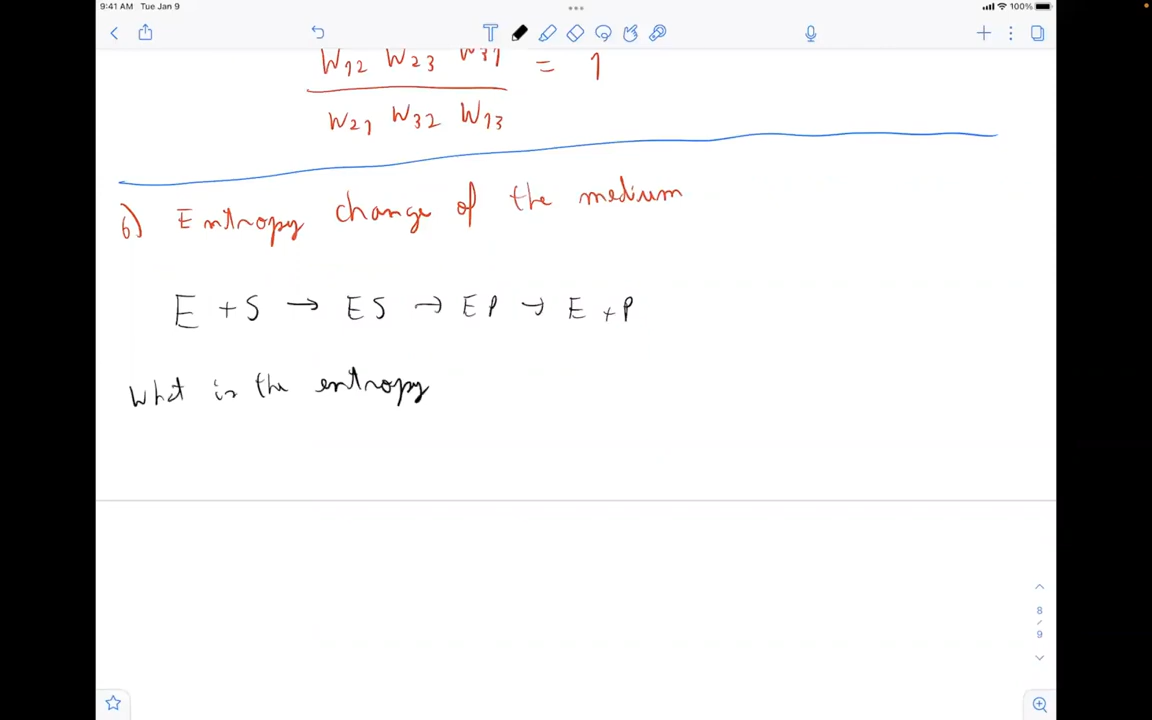 9:41 AM Tue Jan 9
100%
W12 W23 W31
= 1
W21 W32 W13
6) Entropy change of the medium
E + S → ES → EP → E + P
What is the entropy
8
/
9